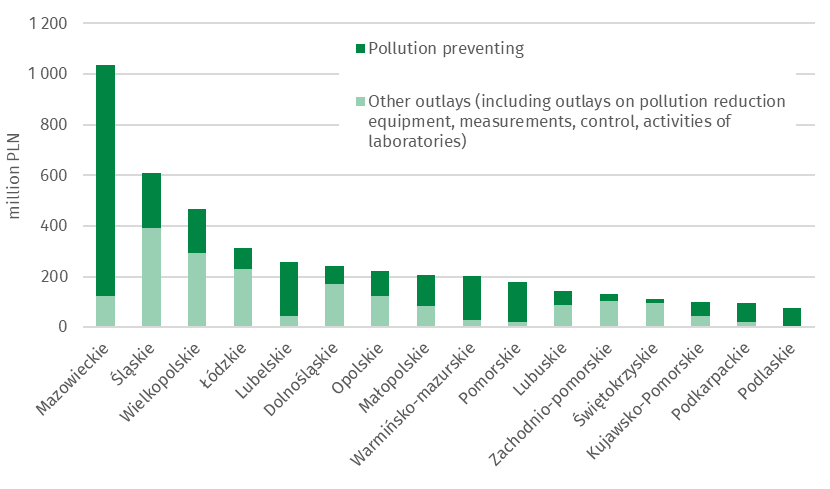 1 200
1 000
800
600
400
200
0
million PLN
Pollution preventing
Other outlays (including outlays on pollution reduction
equipment, measurements, control, activities of
laboratories)
Mazowieckie
Śląskie
Wielkopolskie
Łódzkie
Lubelskie
Dolnośląskie
Opolskie
Małopolskie
Warmińsko-mazurskie
Pomorskie
Lubuskie
Zachodnio-pomorskie
Świętokrzyskie
Kujawsko-Pomorskie
Podkarpackie
Podlaskie